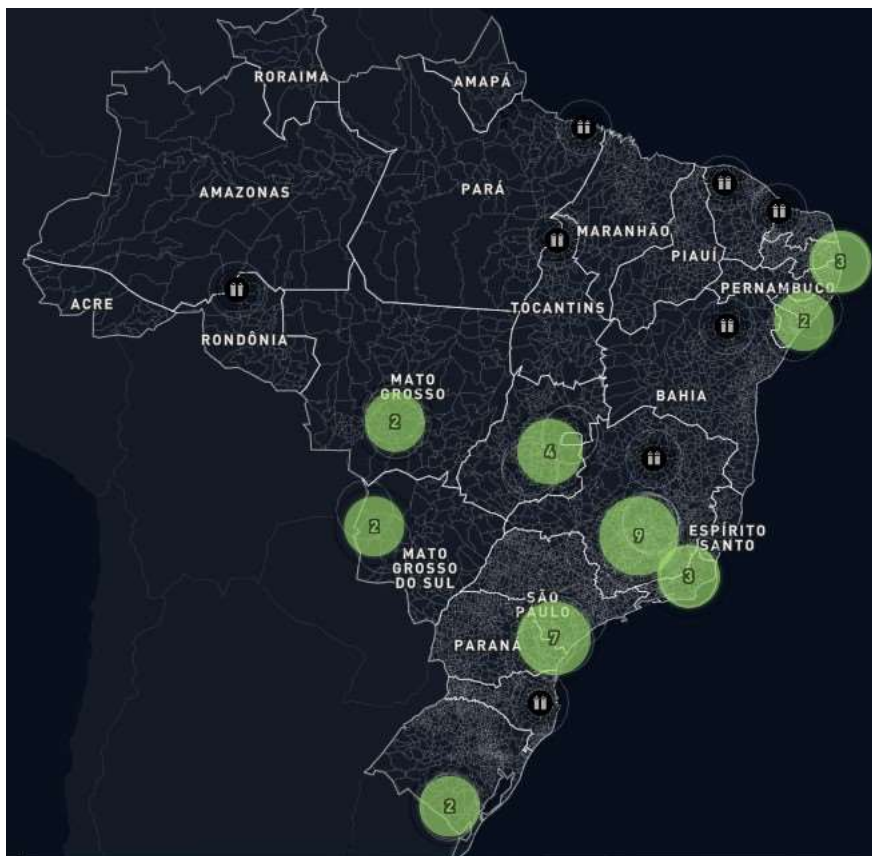 RORAIMA
AMAPÁ
AMAZONAS
PARÁ
MARANHÃO
PIAUÍ
3
ACRE
TOCANTINS
PERNAMBUCO
2
RONDÔNIA
MATO
GROSSO
2
BAHIA
4
2
9
ESPÍRITO
SANTO
MATO
GROSSO
DO SUL
3
SÃO
PAULO
7
PARANÁ
2